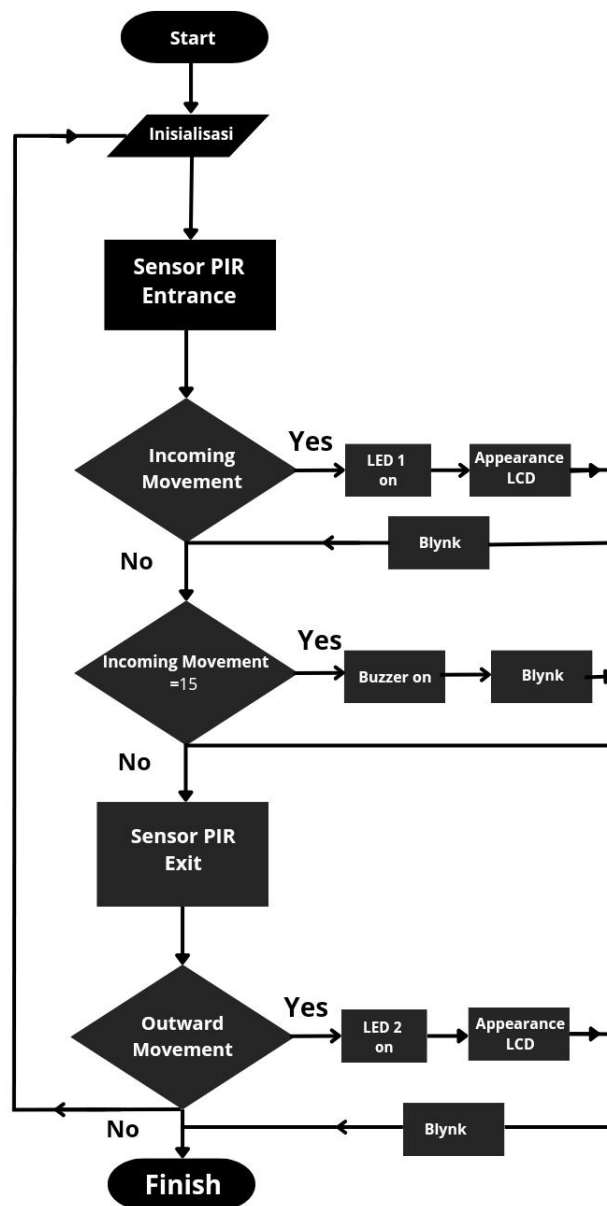 Start
Inisialisasi
Sensor PIR
Entrance
Incoming
Movement
Yes
LED 1
on
Appearance
LCD
Blynk
No
Incoming Movement
=15
Yes
Buzzer on
Blynk
No
Sensor PIR
Exit
Outward
Movement
Yes
LED 2
on
Appearance
LCD
No
Blynk
Finish